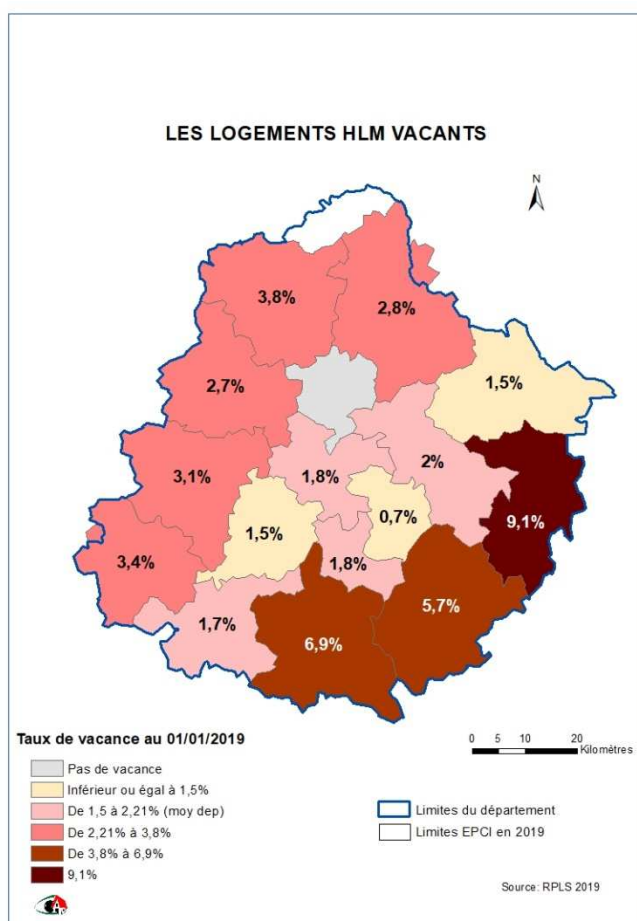 LES LOGEMENTS HLM VACANTS
N
3,8%
2,8%
2,7%
1,5%
3,1%
1,8%
2%
0,7%
9,1%
1,5%
3,4%
1,8%
5,7%
1,7%
6,9%
Taux de vacance au 01/01/2019
0 5 10 20
Kilomètres
Pas de vacance
Inférieur ou égal à 1,5%
De 1,5 à 2,21% (moy dep)
De 2,21% à 3,8%
De 3,8% à 6,9%
9,1%
Limites du département
Limites EPCI en 2019
Source: RPLS 2019